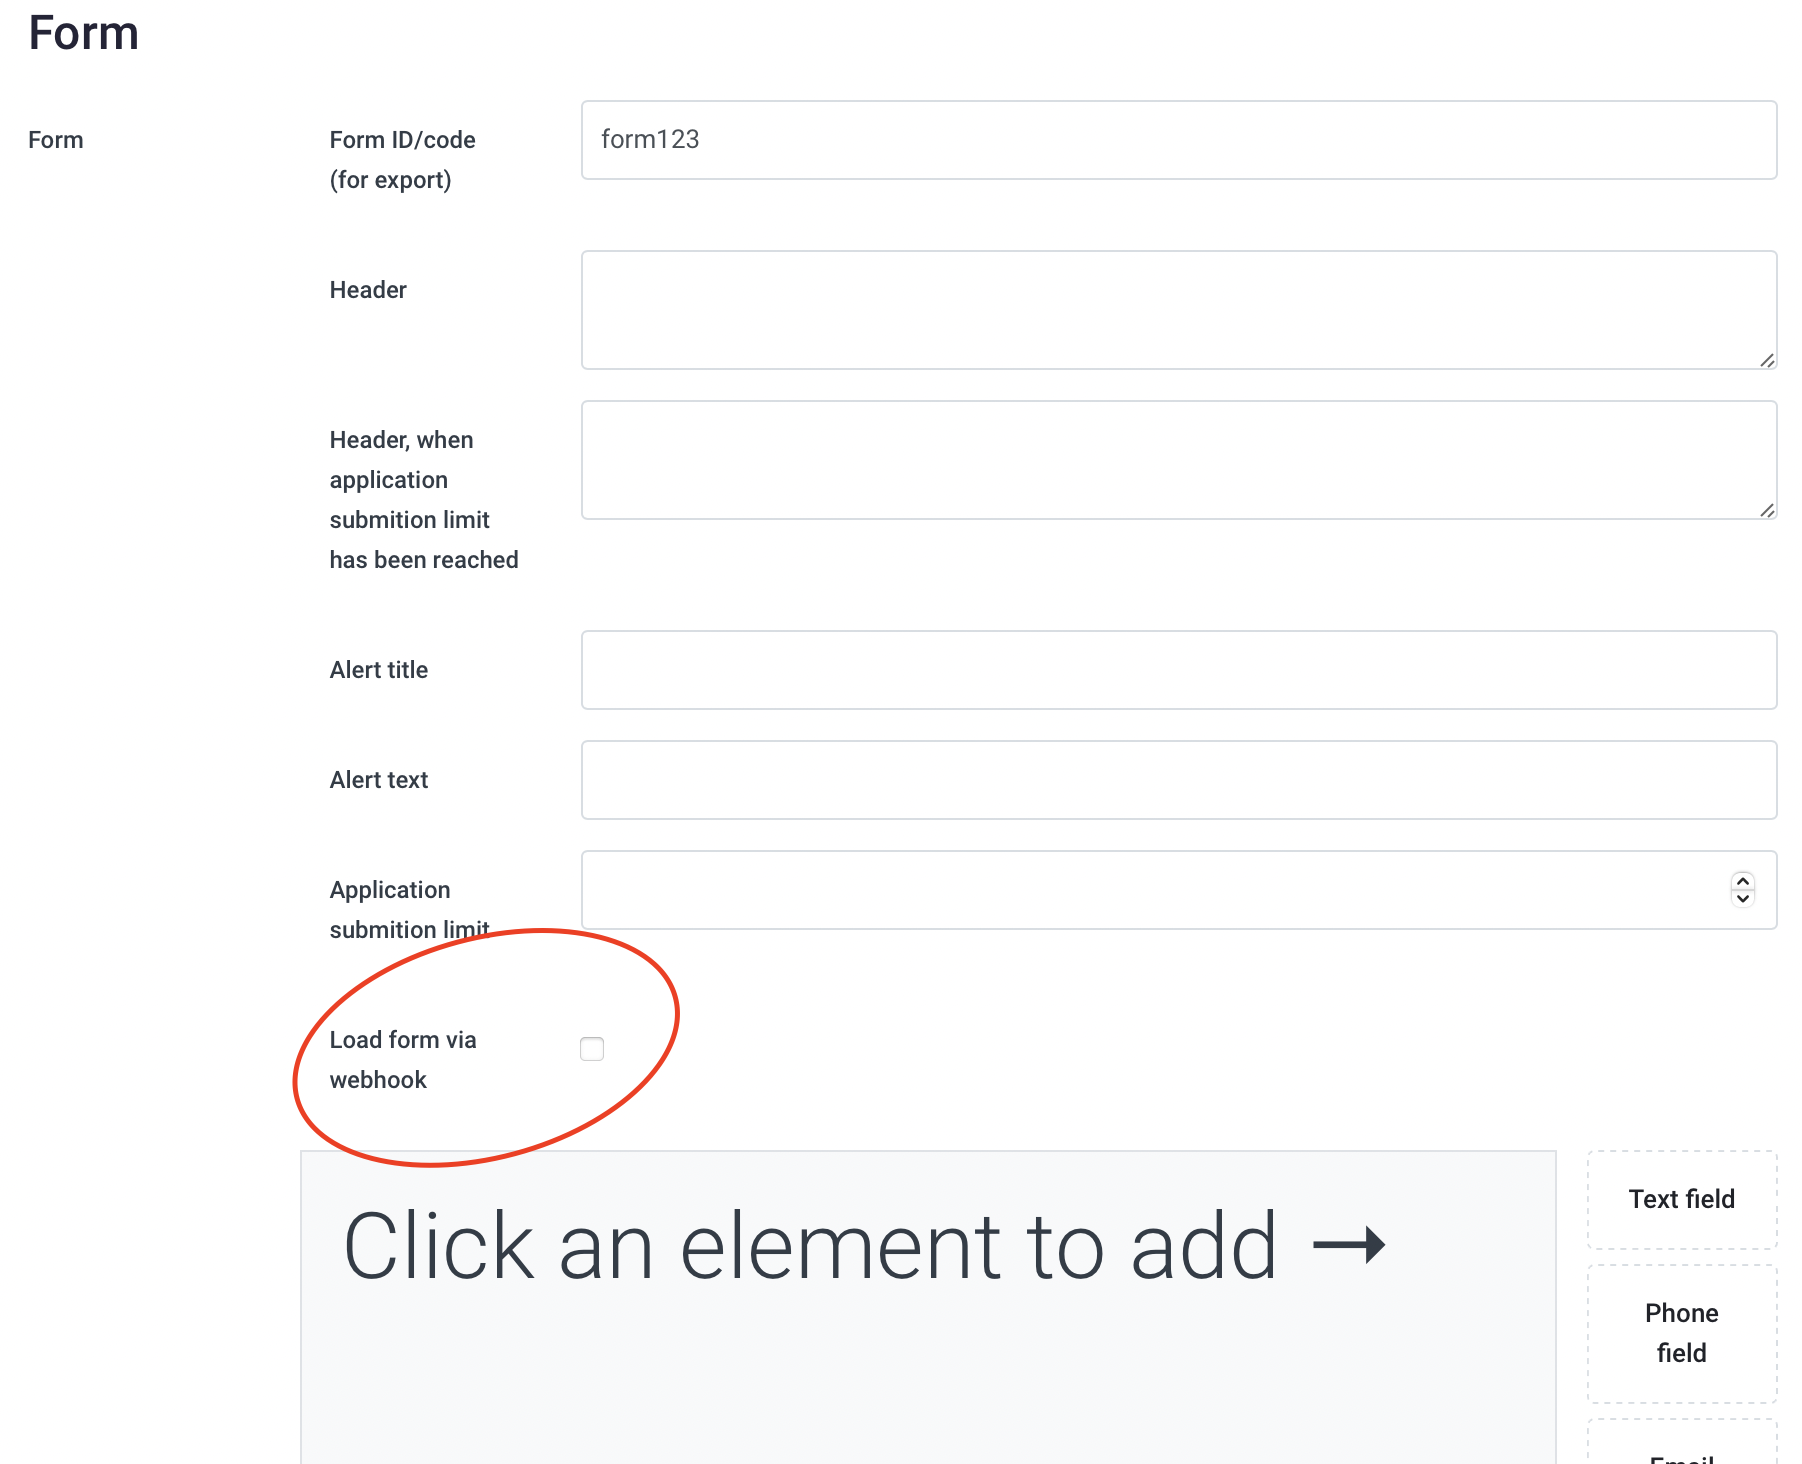 Form
Form
Form ID/code
(for export)
form123
Header
Header, when
application
submition limit
has been reached
Alert title
Alert text
Application
submition limit
Load form via
webhook
Click an element to add →
Text field
Phone
field
Email